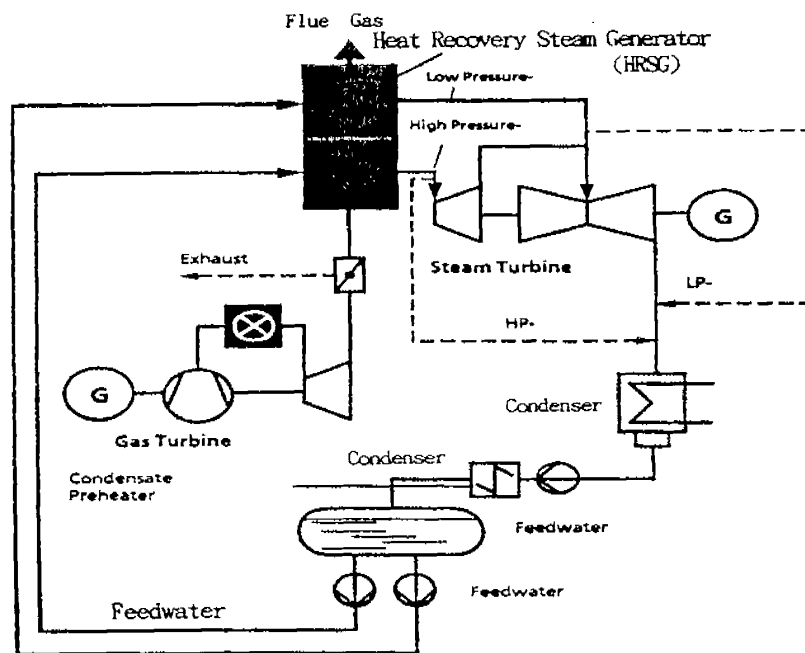 Flue Gas
Heat Recovery Steam Generator
(HRSG)
Low Pressure-
High Pressure-
G
Steam Turbine
Exhaust
LP-
HP-
G
Gas Turbine
Condenser
Condensate
Preheater
Condenser
Feedwater
Feedwater
Feedwater